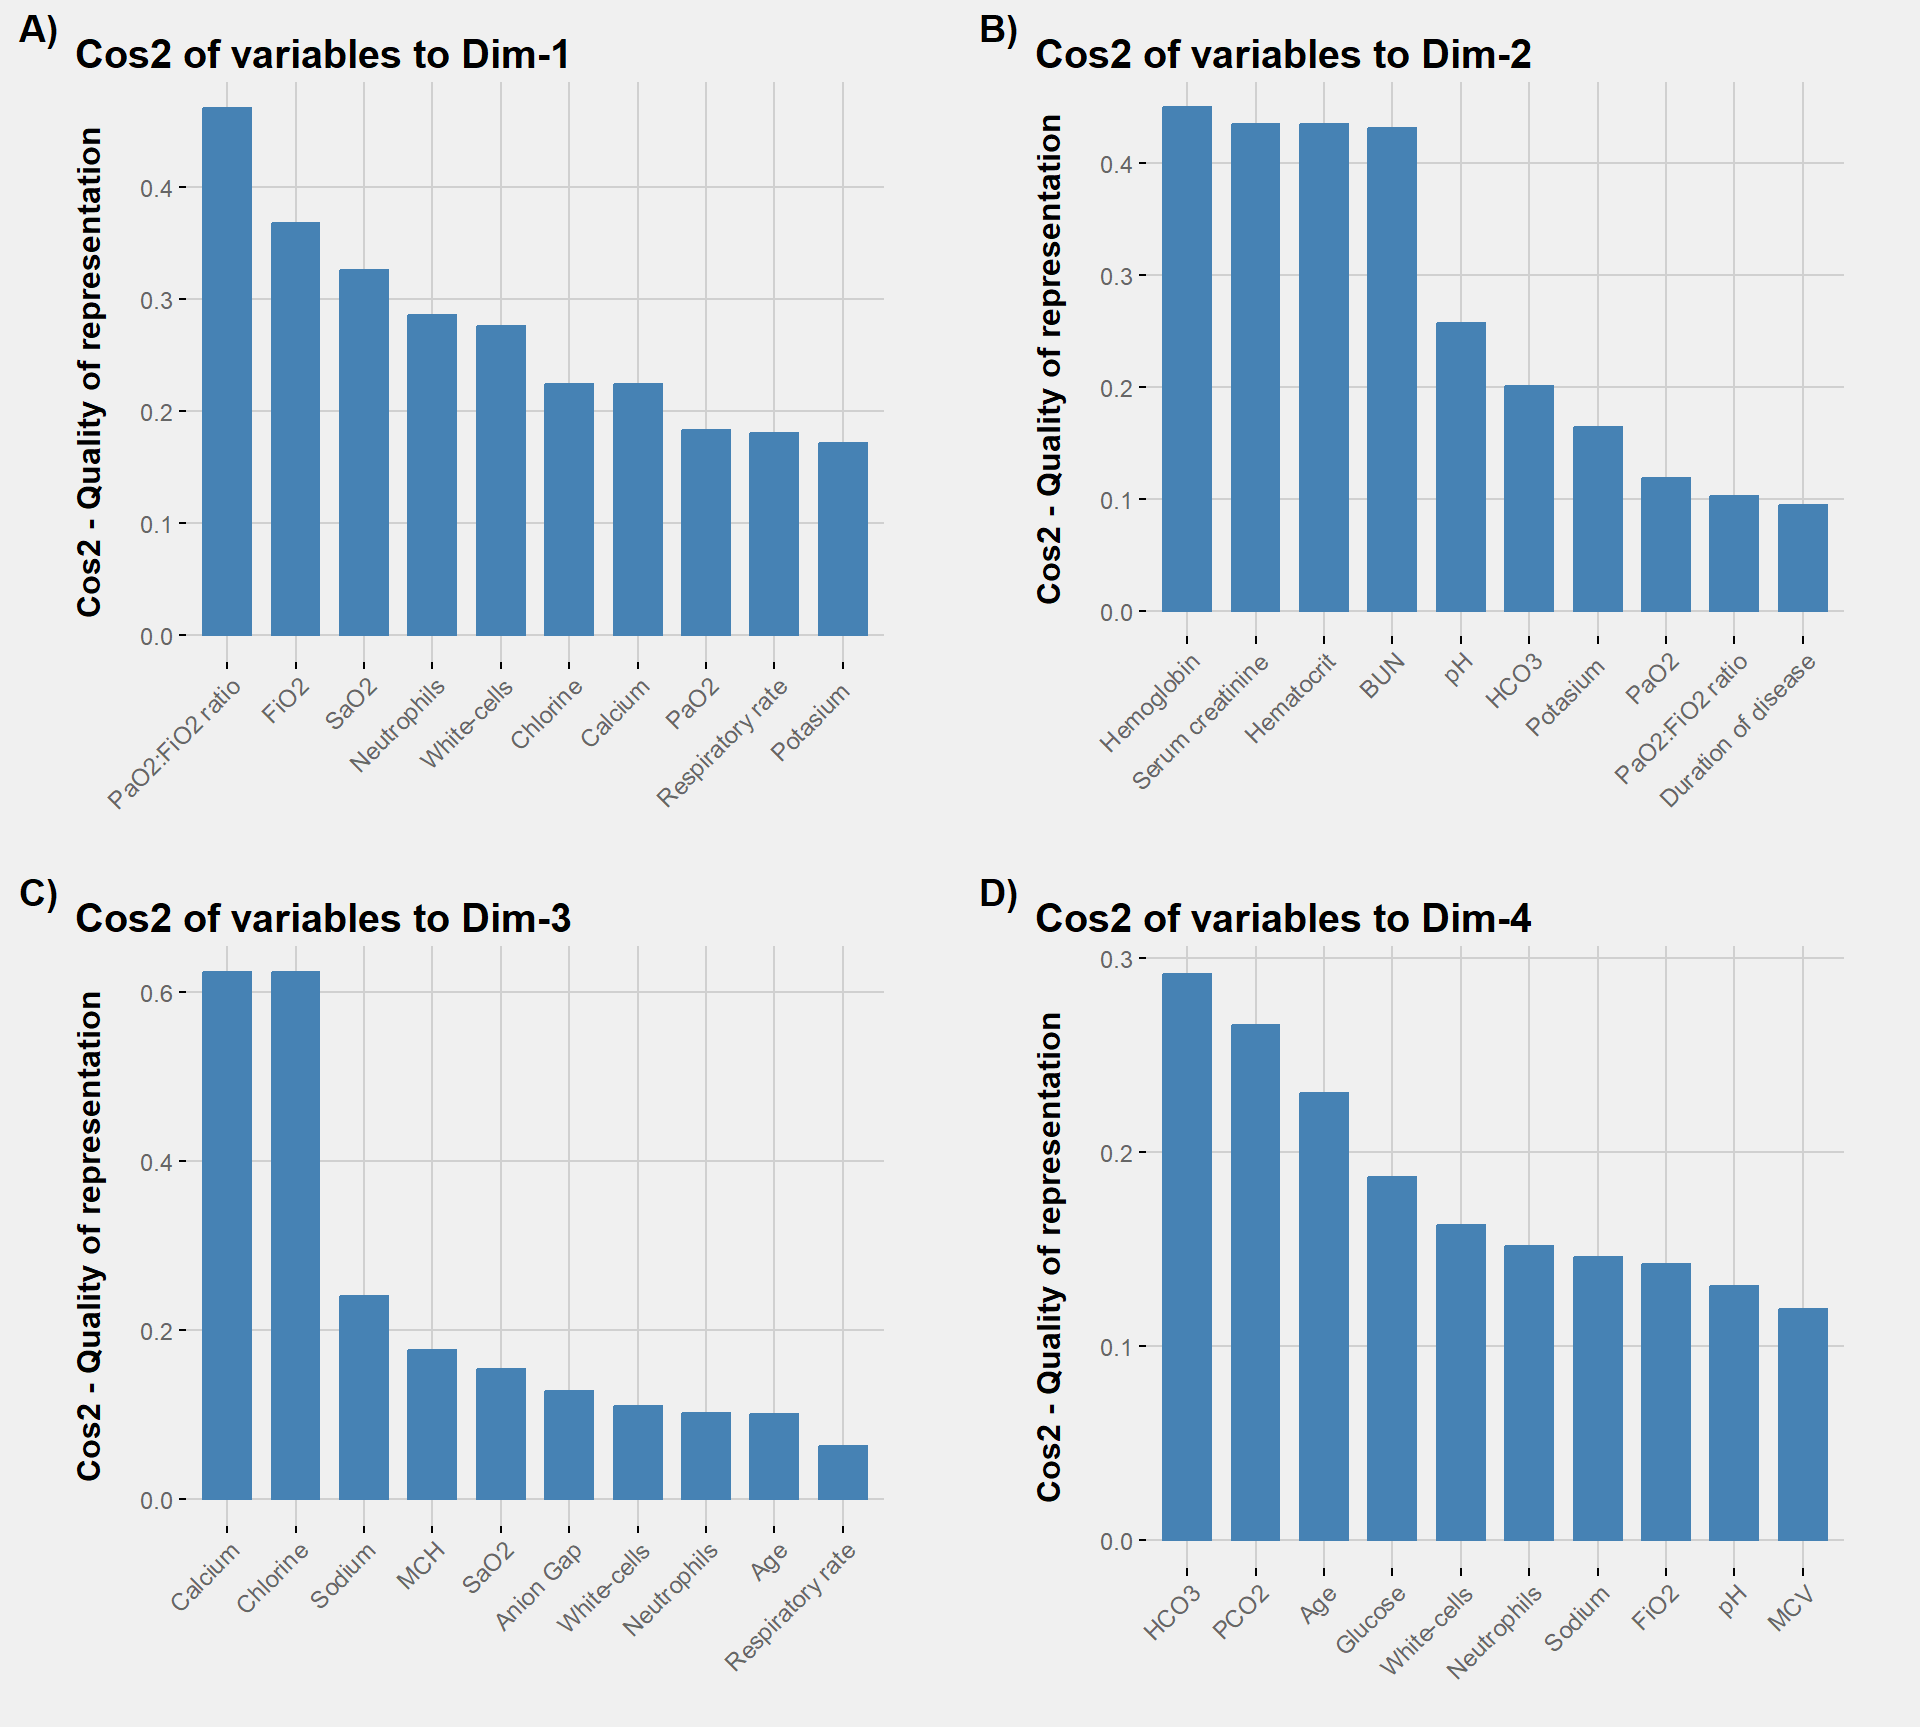 A)
Cos2 of variables to Dim-1
Cos2 - Quality of representation
0.4
0.3
0.2
0.1
0.0
PaO2:FiO2 ratio
FiO2
SaO2
Neutrophils
White-cells
Chlorine
Calcium
PaO2
Respiratory rate
Potasium
B)
Cos2 of variables to Dim-2
Cos2 - Quality of representation
0.4
0.3
0.2
0.1
0.0
Hemoglobin
Serum creatinine
Hematocrit
BUN
pH
HCO3
Potasium
PaO2
PaO2:FiO2 ratio
Duration of disease
C)
Cos2 of variables to Dim-3
Cos2 - Quality of representation
0.6
0.4
0.2
0.0
Calcium
Chlorine
Sodium
MCH
SaO2
Anion Gap
White-cells
Neutrophils
Age
Respiratory rate
D)
Cos2 of variables to Dim-4
Cos2 - Quality of representation
0.3
0.2
0.1
0.0
HCO3
PCO2
Age
Glucose
White-cells
Neutrophils
Sodium
FiO2
pH
MCV